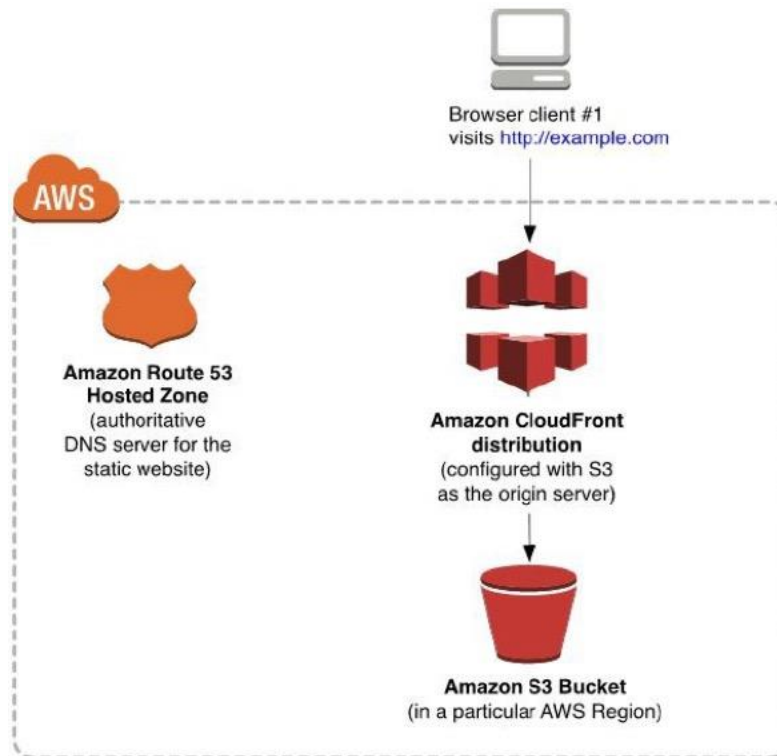 Browser client #1
visits http://example.com
AWS
Amazon Route 53
Hosted Zone
(authoritative
DNS server for the
static website)
Amazon CloudFront
distribution
(configured with S3
as the origin server)
Amazon S3 Bucket
(in a particular AWS Region)